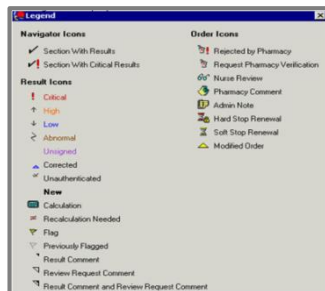 Legend
Navigator Icons
Section With Results
Section With Critical Results
Result Icons
Critical
High
Low
Abnormal
Unsigned
Corrected
Unauthenticated
New
Calculation
Recalculation Needed
Flag
Previously Flagged
Result Comment
Review Request Comment
Result Comment and Review Request Comment
Order Icons
Rejected by Pharmacy
Request Pharmacy Verification
Nurse Review
Pharmacy Comment
Admin Note
Hard Stop Renewal
Soft Stop Renewal
Modified Order